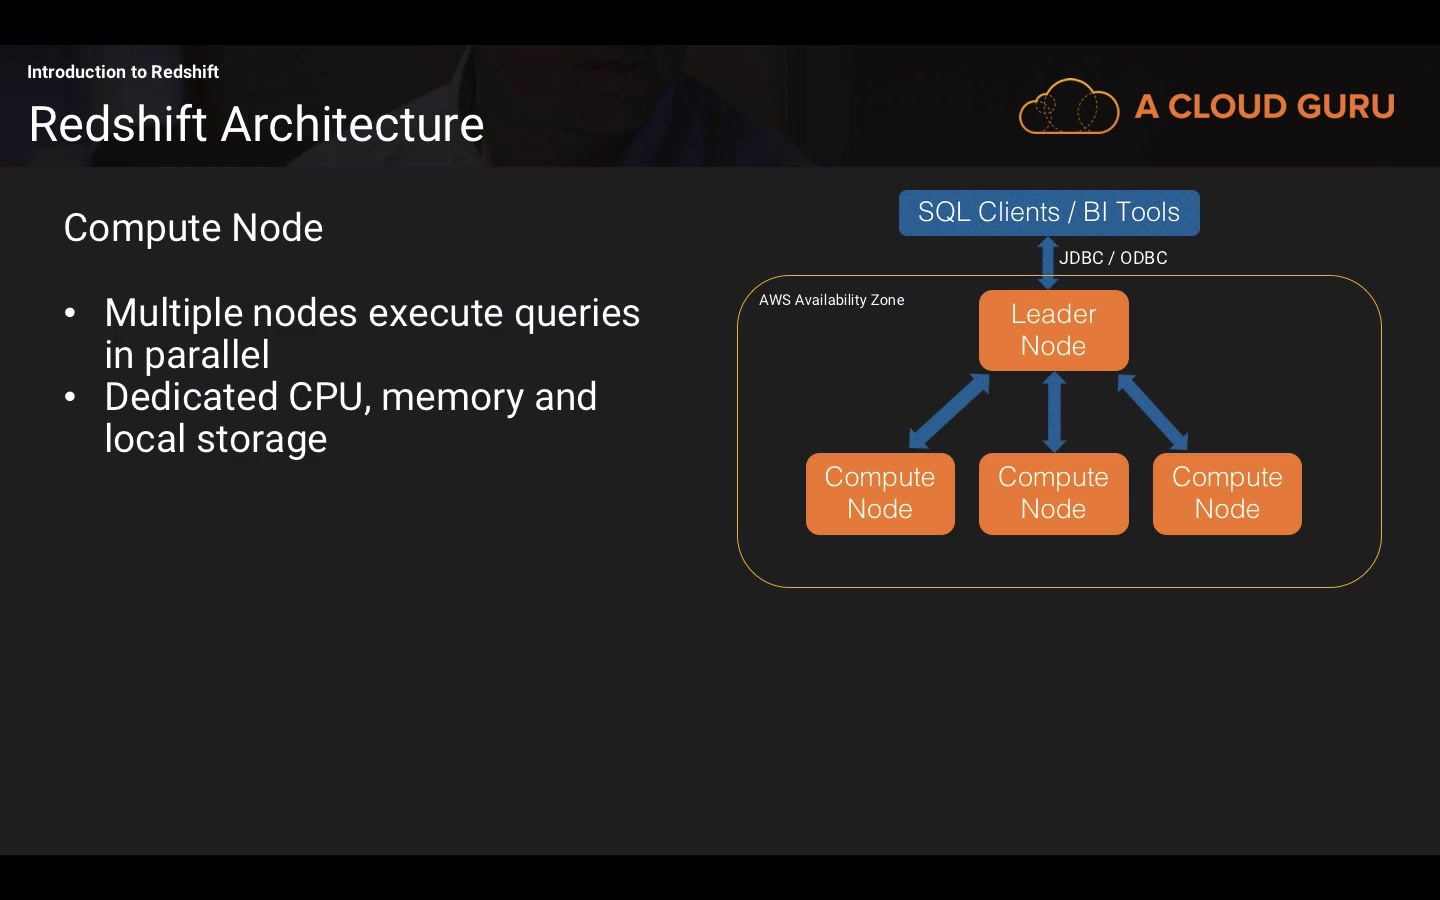 Introduction to Redshift
Redshift Architecture
A CLOUD GURU
Compute Node
• Multiple nodes execute queries
in parallel
• Dedicated CPU, memory and
local storage
SQL Clients / BI Tools
JDBC / ODBC
AWS Availability Zone
Leader
Node
Compute
Node
Compute
Node
Compute
Node